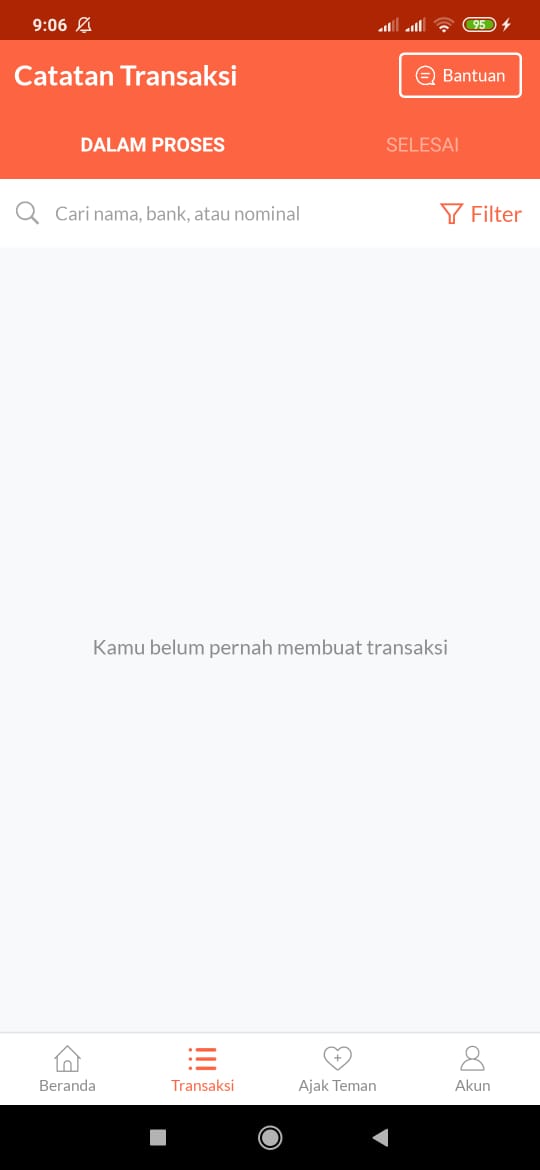 9:06
95
Catatan Transaksi
Bantuan
DALAM PROSES
SELESAI
Cari nama, bank, atau nominal
Filter
Kamu belum pernah membuat transaksi
Beranda
Transaksi
Ajak Teman
Akun